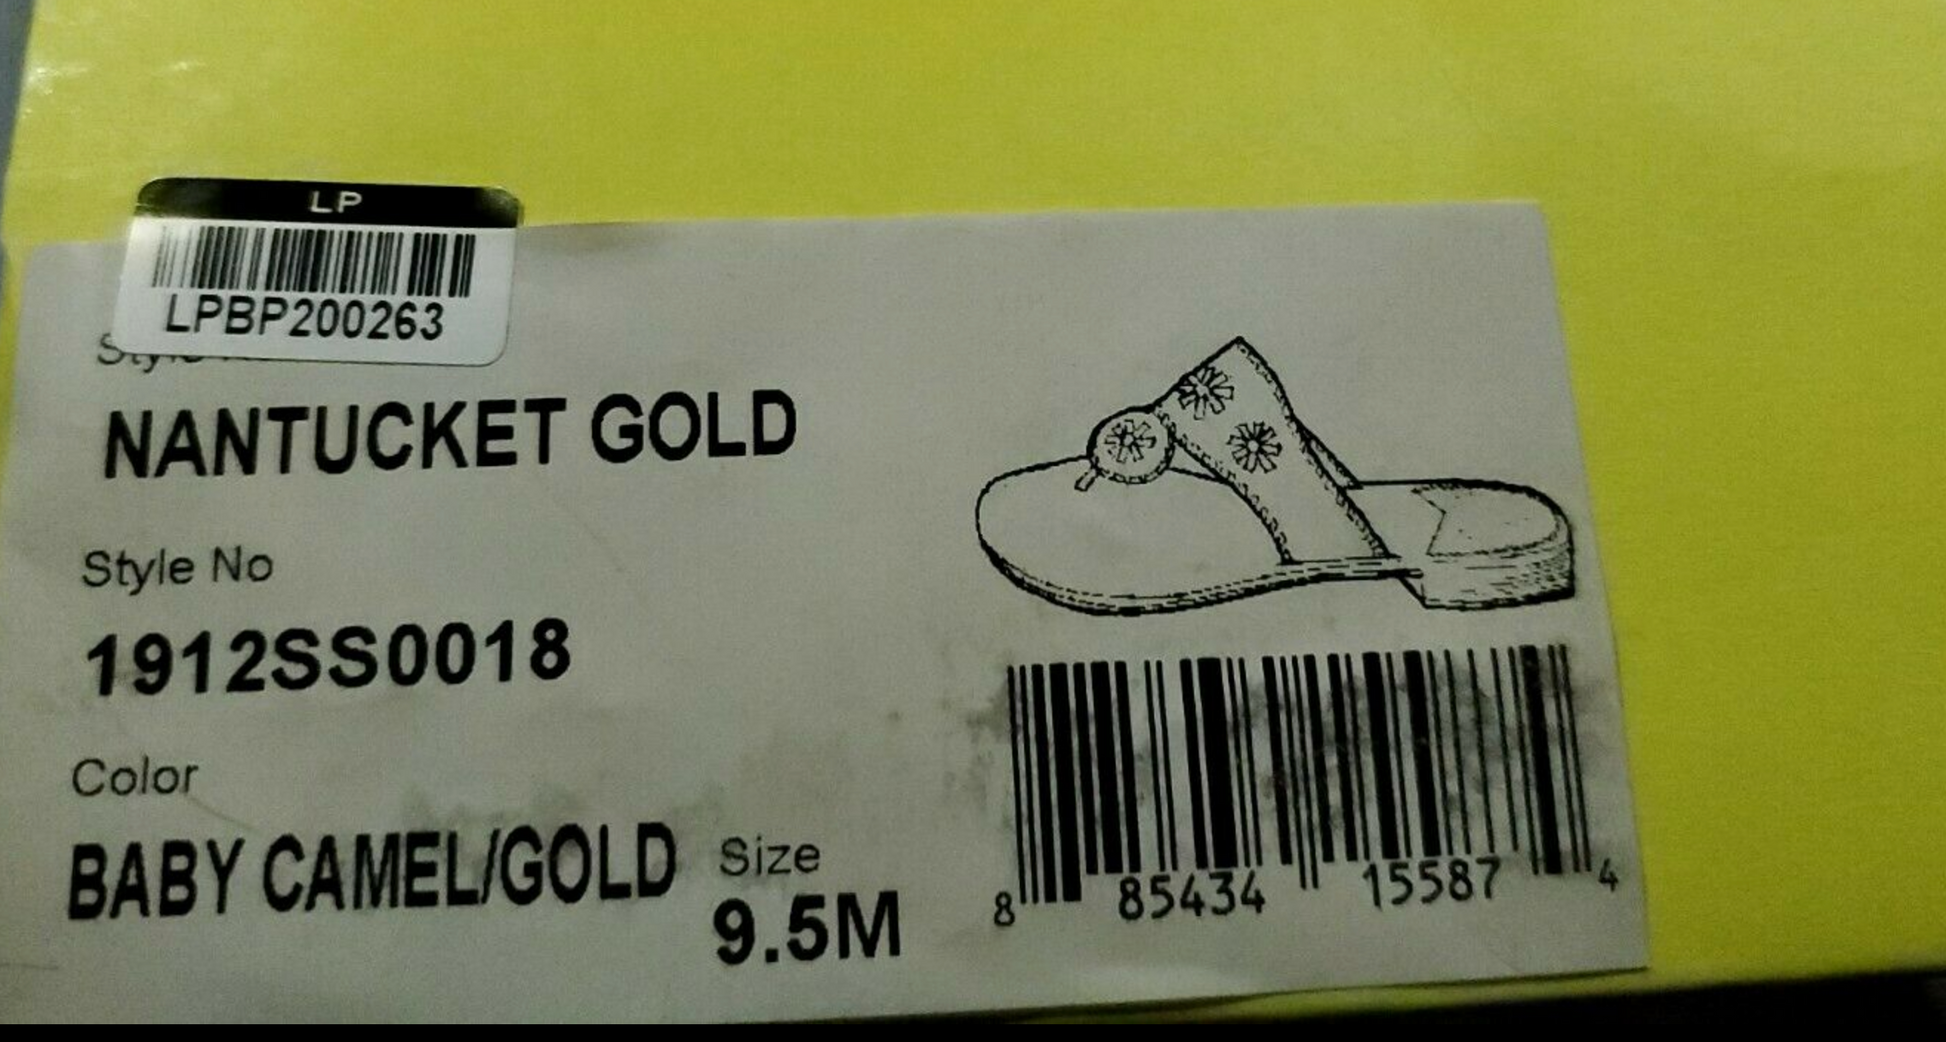 LP
LPBP200263
NANTUCKET GOLD
Style No
1912SS0018
Color
BABY CAMEL/GOLD
Size
9.5M
8 85434 15587 4